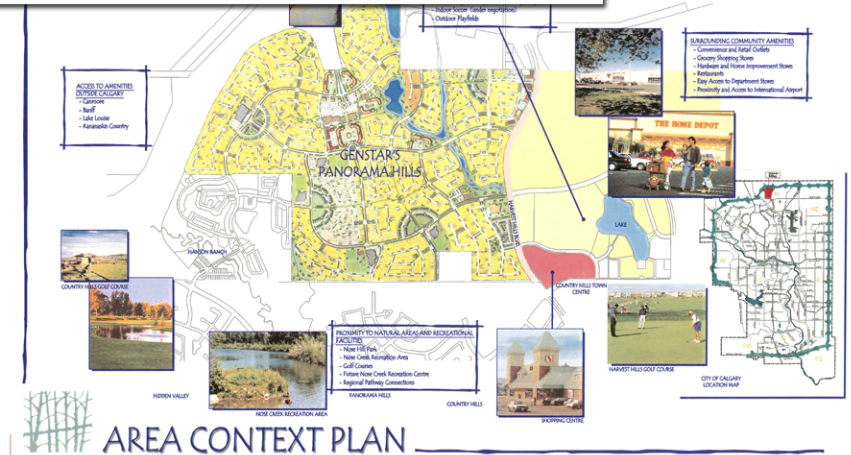 - Indoor Soccer (under negotiation)
- Outdoor Playfields
SURROUNDING COMMUNITY AMENITIES
- Convenience and Retail Outlets
- Grocery Shopping Stores
- Hardware and Home Improvement Stores
- Restaurants
- Easy Access to Department Stores
- Proximity and Access to International Airport
ACCESS TO AMENITIES
OUTSIDE CALGARY
- Canmore
- Banff
- Lake Louise
- Kananaskis Country
THE HOME DEPOT
GENSTAR'S
PANORAMA HILLS
HARVEST HILLS BLVD.
LAKE
HANSON RANCH
COUNTRY HILLS GOLF COURSE
COUNTRY HILLS TOWN
CENTRE
PROXIMITY TO NATURAL AREAS AND RECREATIONAL
FACILITIES
- Nose Hill Park
- Nose Creek Recreation Area
- Golf Courses
- Future Nose Creek Recreation Centre
- Regional Pathway Connections
HARVEST HILLS GOLF COURSE
CITY OF CALGARY
LOCATION MAP
HIDDEN VALLEY
PANORAMA HILLS
COUNTRY HILLS
NOSE CREEK RECREATION AREA
SHOPPING CENTRE
AREA CONTEXT PLAN